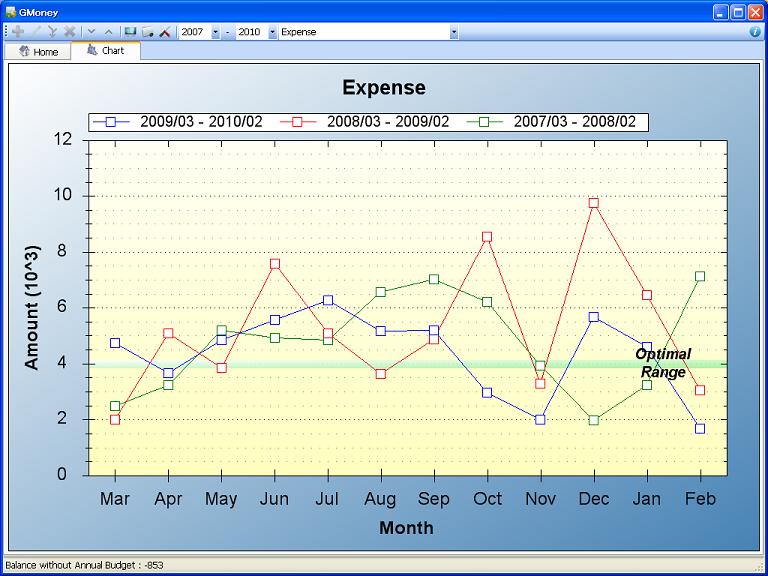 GMoney
2007 - 2010 Expense
Home Chart
Expense
2009/03 - 2010/02 2008/03 - 2009/02 2007/03 - 2008/02
12
10
8
6
4
2
0
Amount (10^3)
Optimal
Range
Mar Apr May Jun Jul Aug Sep Oct Nov Dec Jan Feb
Month
Balance without Annual Budget : -853